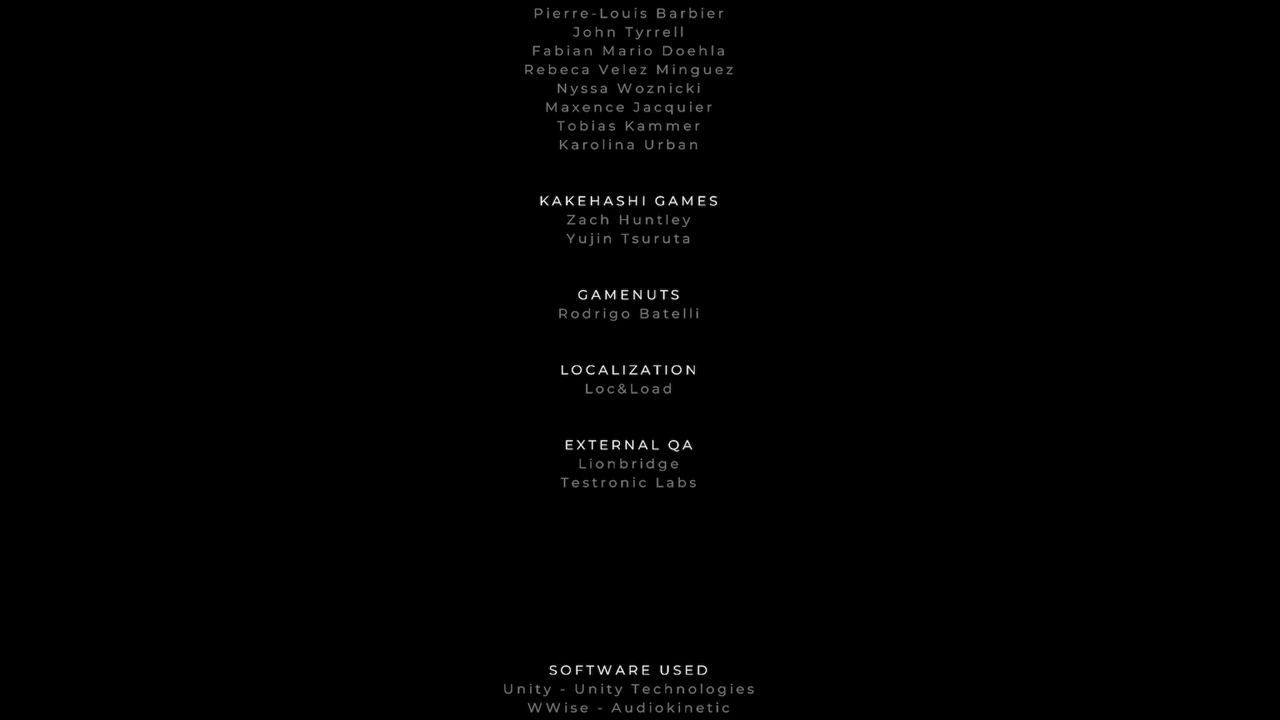 Pierre-Louis Barbier
John Tyrrell
Fabian Mario Doehla
Rebeca Velez Minguez
Nyssa Woznicki
Maxence Jacquier
Tobias Kammer
Karolina Urban
KAKEHASHI GAMES
Zach Huntley
Yujin Tsuruta
GAMENUTS
Rodrigo Batelli
LOCALIZATION
Loc&Load
EXTERNAL QA
Lionbridge
Testronic Labs
SOFTWARE USED
Unity - Unity Technologies
WWise - Audiokinetic